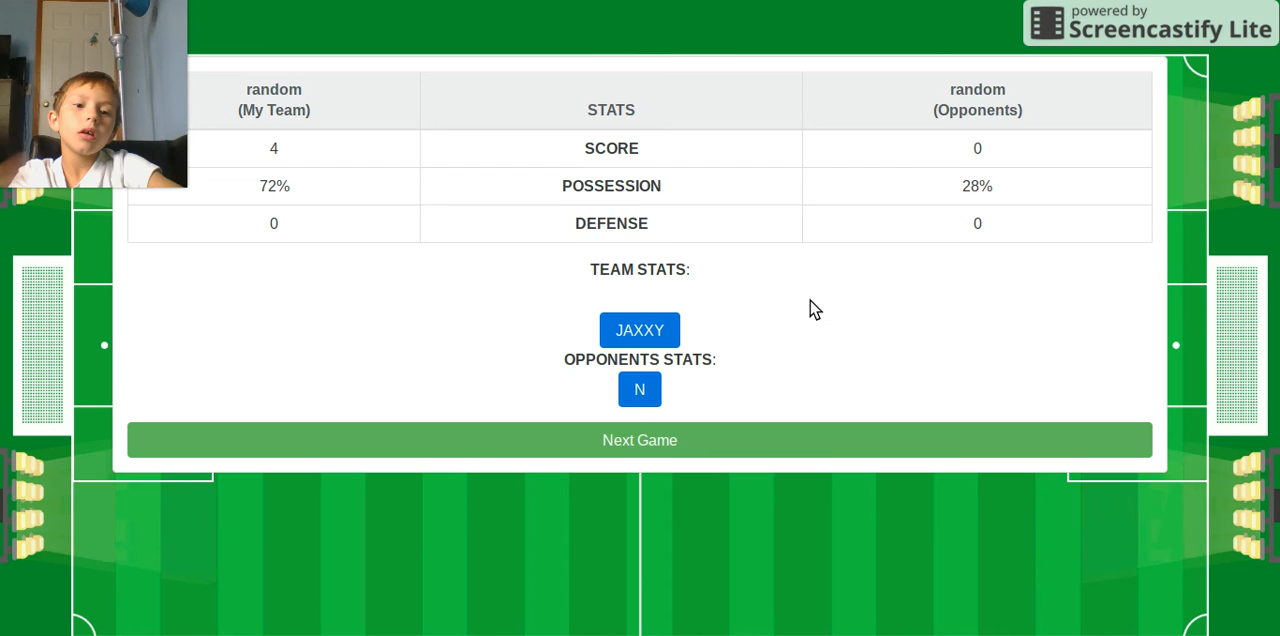 powered by
Screencastify Lite
random
(My Team)
STATS
random
(Opponents)
4
SCORE
0
72%
POSSESSION
28%
0
DEFENSE
0
TEAM STATS:
JAXXY
OPPONENTS STATS:
N
Next Game